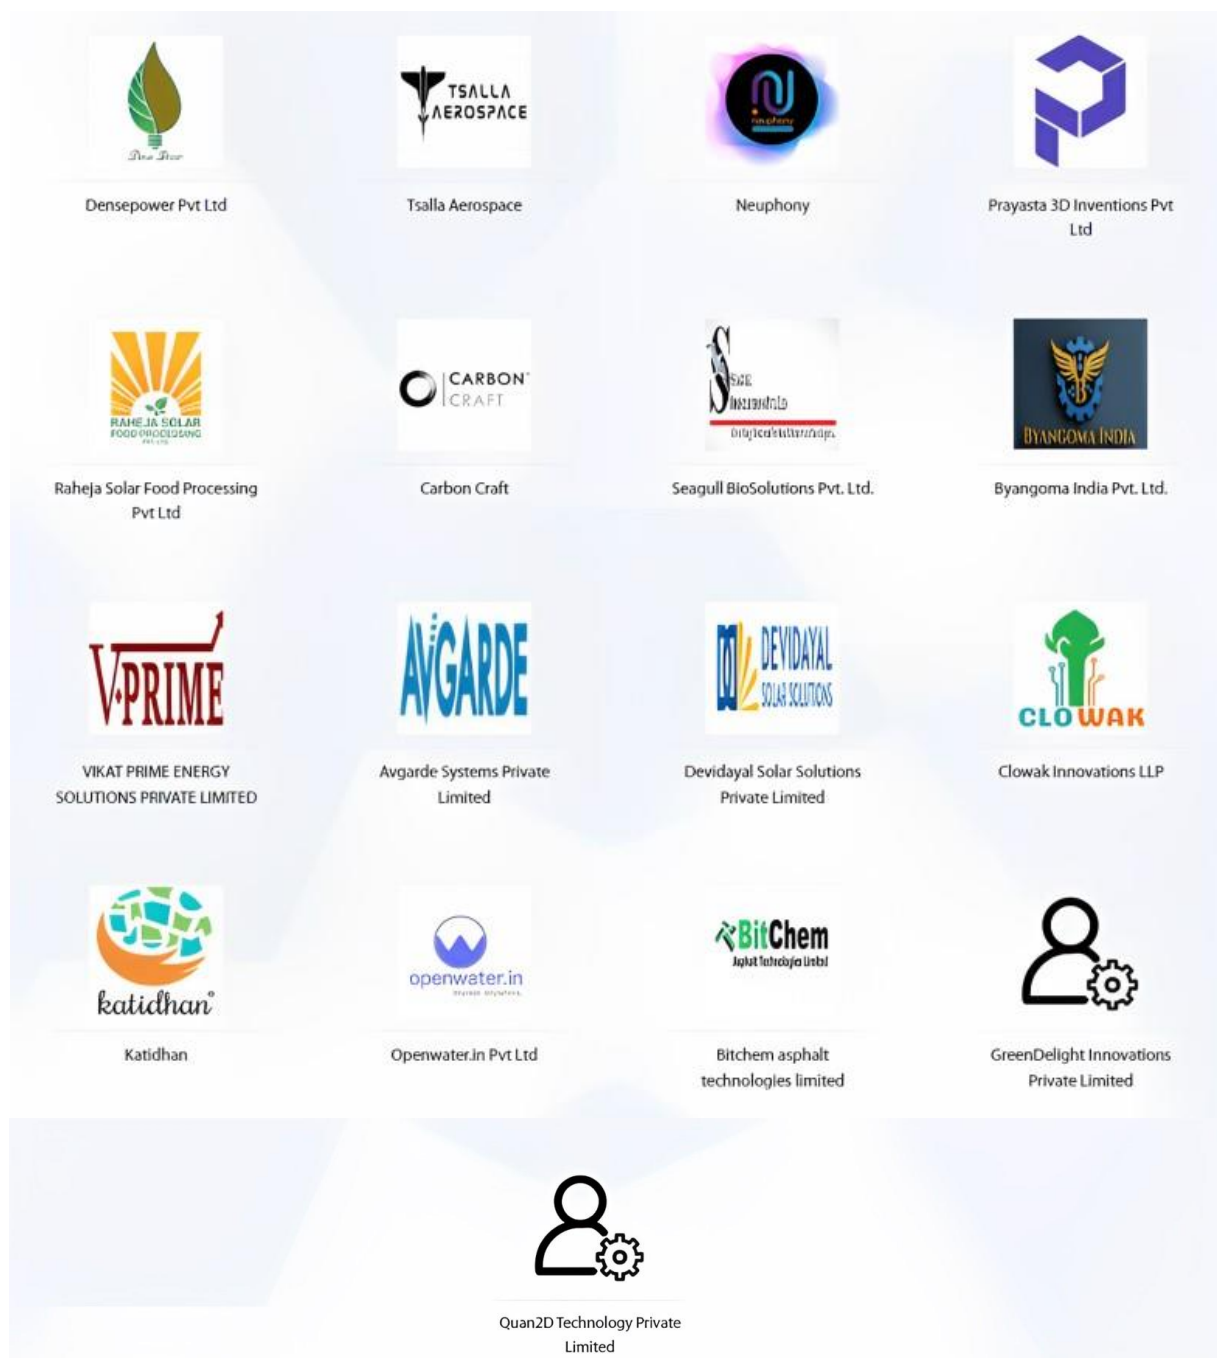 TSALLA
AEROSPACE
neuphony
Densepower Pvt Ltd
Tsalla Aerospace
Neuphony
Prayasta 3D Inventions Pvt
Ltd
RAHEJA SOLAR
FOOD PROCESSING
CARBON
CRAFT
BYANGOMA INDIA
Raheja Solar Food Processing
Pvt Ltd
Carbon Craft
Seagull BioSolutions Pvt. Ltd.
Byangoma India Pvt. Ltd.
V-PRIME
AVGARDE
DEVIDAYAL
SOLAR SOLUTIONS
CLOWAK
VIKAT PRIME ENERGY
SOLUTIONS PRIVATE LIMITED
Avgarde Systems Private
Limited
Devidayal Solar Solutions
Private Limited
Clowak Innovations LLP
katidhan
openwater.in
BitChem
Asphalt Technologies Limited
Katidhan
Openwater.in Pvt Ltd
Bitchem asphalt
technologies limited
GreenDelight Innovations
Private Limited
Quan2D Technology Private
Limited